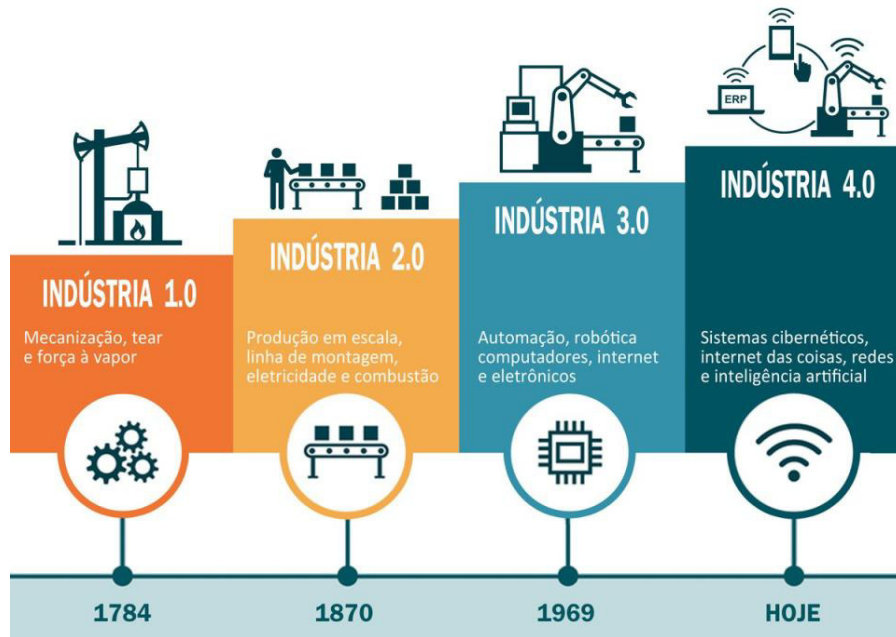 ERP
INDÚSTRIA 1.0
Mecanização, tear
e força à vapor
1784
INDÚSTRIA 2.0
Produção em escala,
linha de montagem,
eletricidade e combustão
1870
INDÚSTRIA 3.0
Automação, robótica
computadores, internet
e eletrônicos
1969
INDÚSTRIA 4.0
Sistemas cibernéticos,
internet das coisas, redes
e inteligência artificial
HOJE